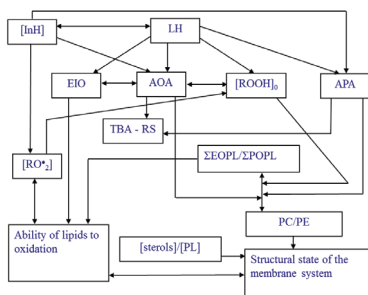 [InH]
LH
EIO
AOA
[ROOH]₀
APA
TBA - RS
[RO•₂]
ΣEOPL/ΣPOPL
PC/PE
Ability of lipids to
oxidation
[sterols]/[PL]
Structural state of the
membrane system